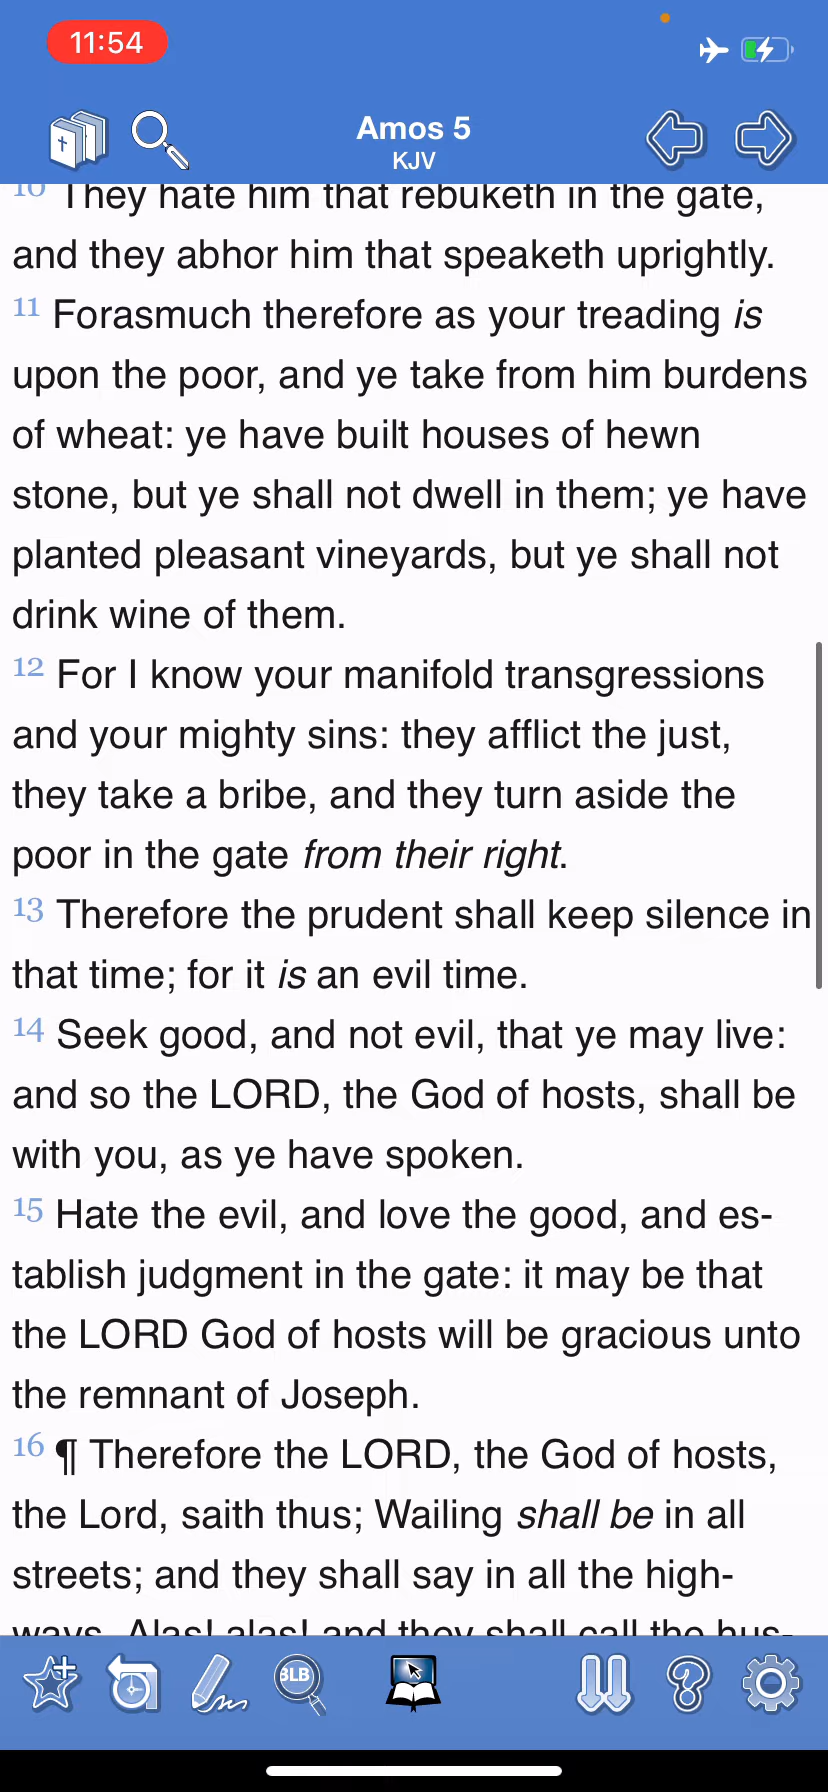 11:54
Amos 5
KJV
10 They hate him that rebuketh in the gate,
and they abhor him that speaketh uprightly.
11 Forasmuch therefore as your treading is
upon the poor, and ye take from him burdens
of wheat: ye have built houses of hewn
stone, but ye shall not dwell in them; ye have
planted pleasant vineyards, but ye shall not
drink wine of them.
12 For I know your manifold transgressions
and your mighty sins: they afflict the just,
they take a bribe, and they turn aside the
poor in the gate from their right.
13 Therefore the prudent shall keep silence in
that time; for it is an evil time.
14 Seek good, and not evil, that ye may live:
and so the LORD, the God of hosts, shall be
with you, as ye have spoken.
15 Hate the evil, and love the good, and es-
tablish judgment in the gate: it may be that
the LORD God of hosts will be gracious unto
the remnant of Joseph.
16 ¶ Therefore the LORD, the God of hosts,
the Lord, saith thus; Wailing shall be in all
streets; and they shall say in all the high-
ways, Alas! alas! and they shall call the hus-
BLB